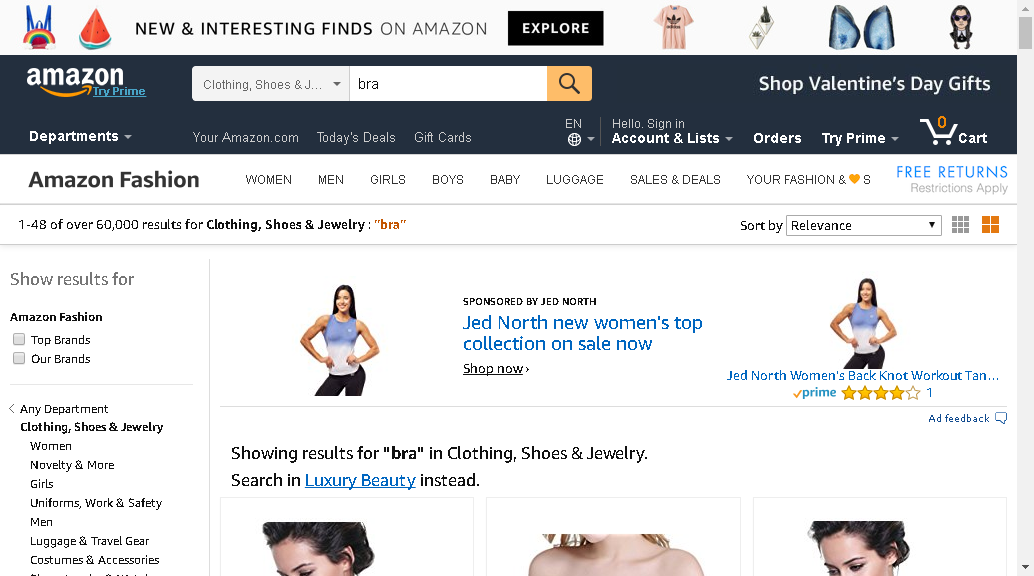 NEW & INTERESTING FINDS ON AMAZON EXPLORE
amazon
Try Prime
Clothing, Shoes & J...
bra
Shop Valentine's Day Gifts
Departments
Your Amazon.com Today's Deals Gift Cards
EN
Hello. Sign in
Account & Lists
Orders
Try Prime
0
Cart
Amazon Fashion
WOMEN MEN GIRLS BOYS BABY LUGGAGE SALES & DEALS YOUR FASHION & 🧡 S
FREE RETURNS
Restrictions Apply
1-48 of over 60,000 results for Clothing, Shoes & Jewelry : "bra"
Sort by Relevance
Show results for
Amazon Fashion
Top Brands
Our Brands
Any Department
Clothing, Shoes & Jewelry
Women
Novelty & More
Girls
Uniforms, Work & Safety
Men
Luggage & Travel Gear
Costumes & Accessories
SPONSORED BY JED NORTH
Jed North new women's top
collection on sale now
Shop now ›
Jed North Women's Back Knot Workout Tan...
prime 1
Ad feedback
Showing results for "bra" in Clothing, Shoes & Jewelry.
Search in Luxury Beauty instead.